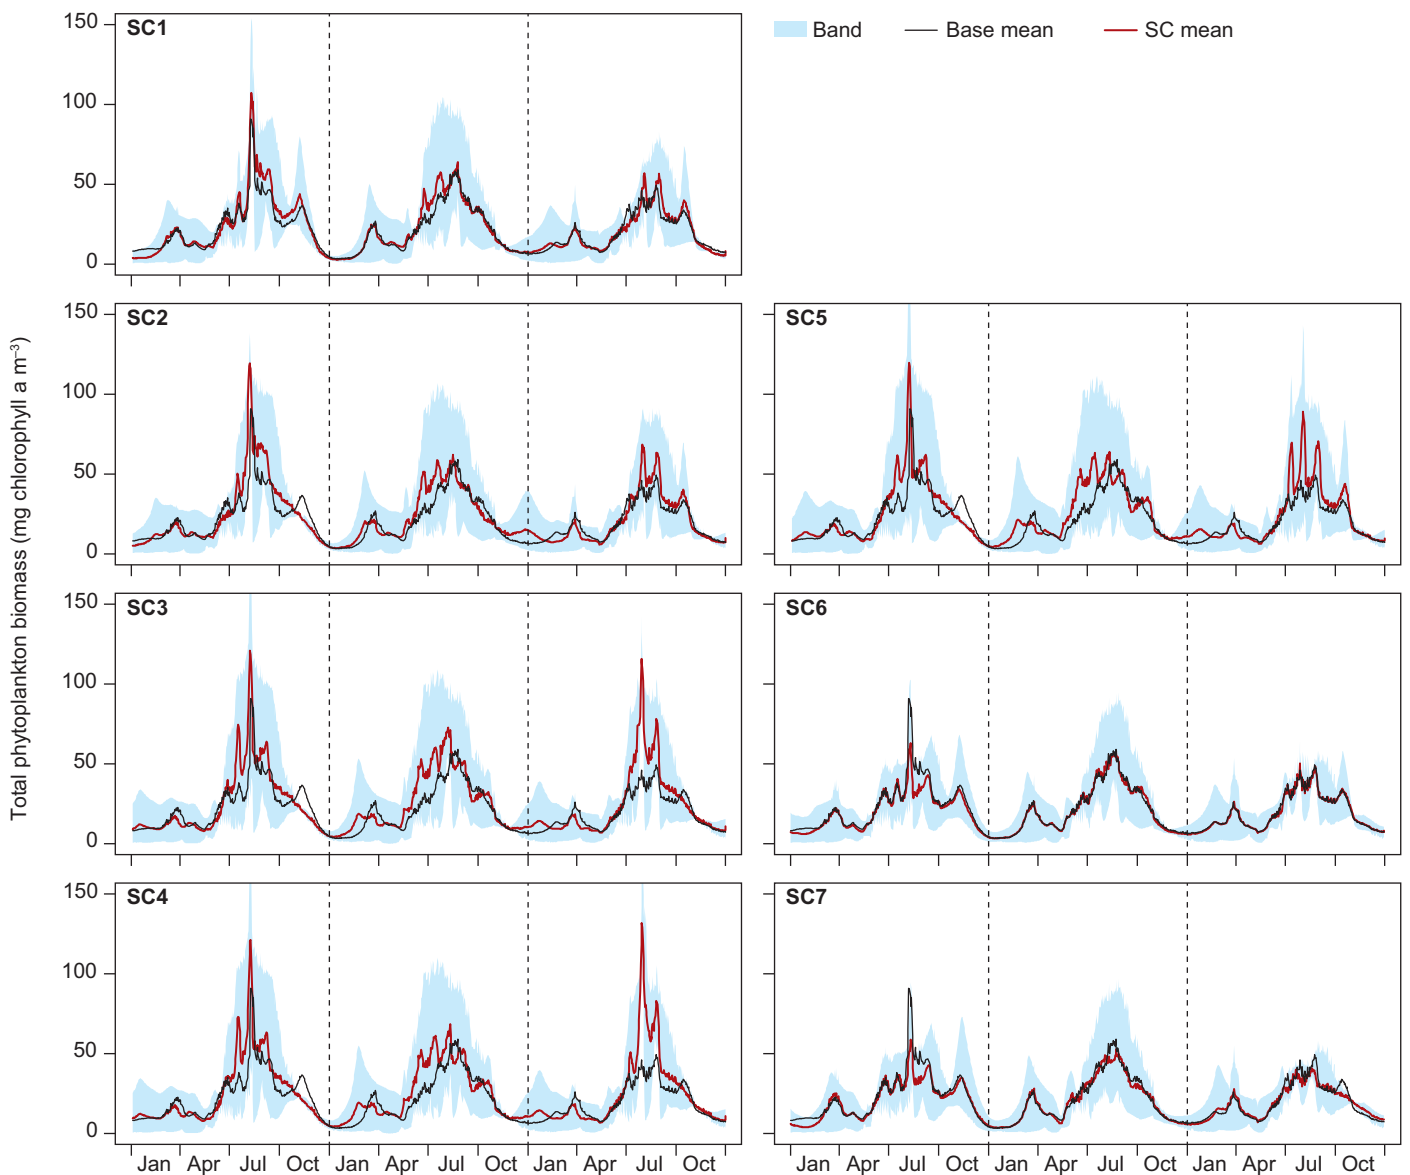 SC1
Band
Base mean
SC mean
150
100
50
0
SC2
SC5
150
100
50
0
Total phytoplankton biomass (mg chlorophyll a m⁻³)
SC3
SC6
150
100
50
0
SC4
SC7
150
100
50
0
Jan Apr Jul Oct Jan Apr Jul Oct Jan Apr Jul Oct
Jan Apr Jul Oct Jan Apr Jul Oct Jan Apr Jul Oct